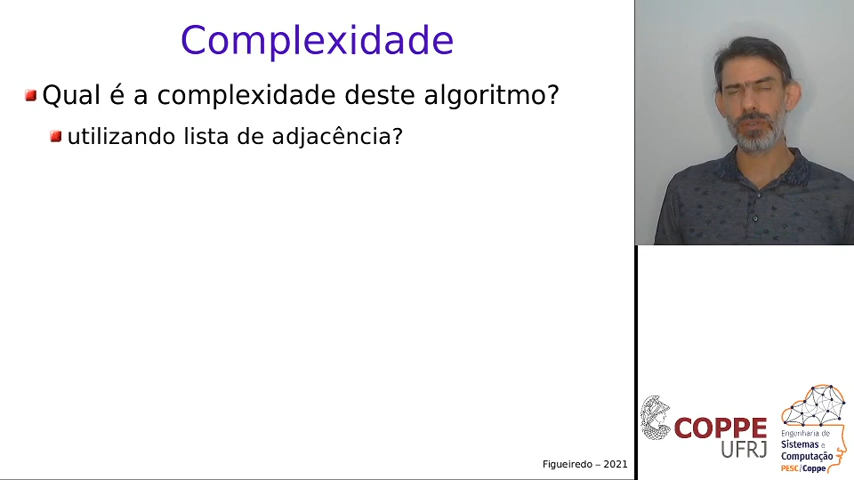 Complexidade
Qual é a complexidade deste algoritmo?
utilizando lista de adjacência?
Figueiredo – 2021
COPPE
UFRJ
Engenharia de
Sistemas e
Computação
PESC/Coppe